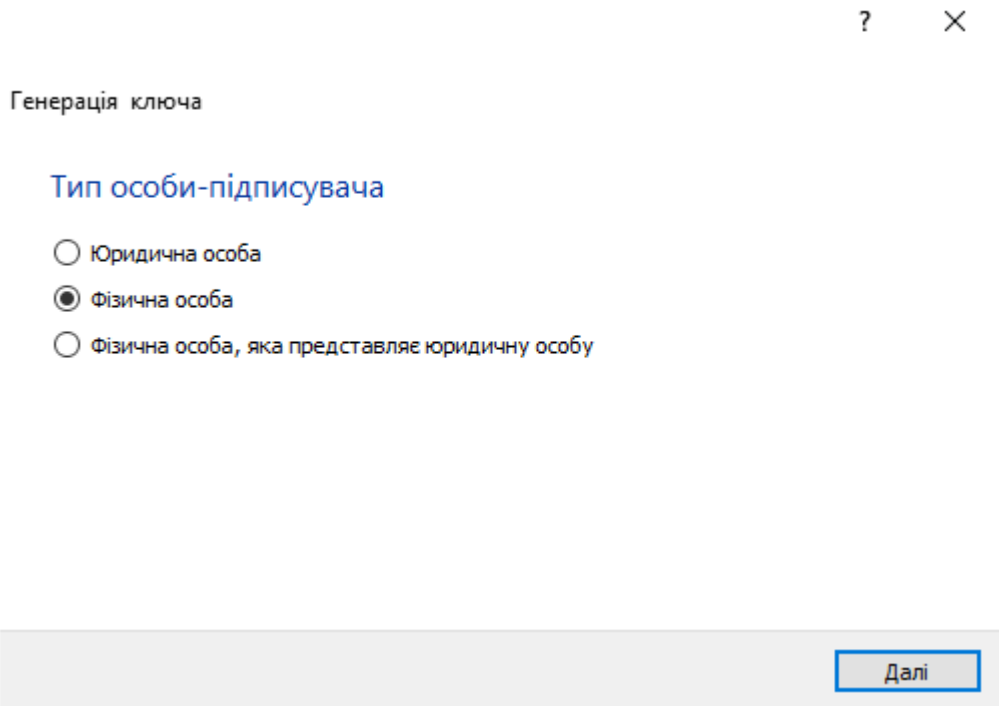 ?
Генерація ключа
Тип особи-підписувача
Юридична особа
Фізична особа
Фізична особа, яка представляє юридичну особу
Далі